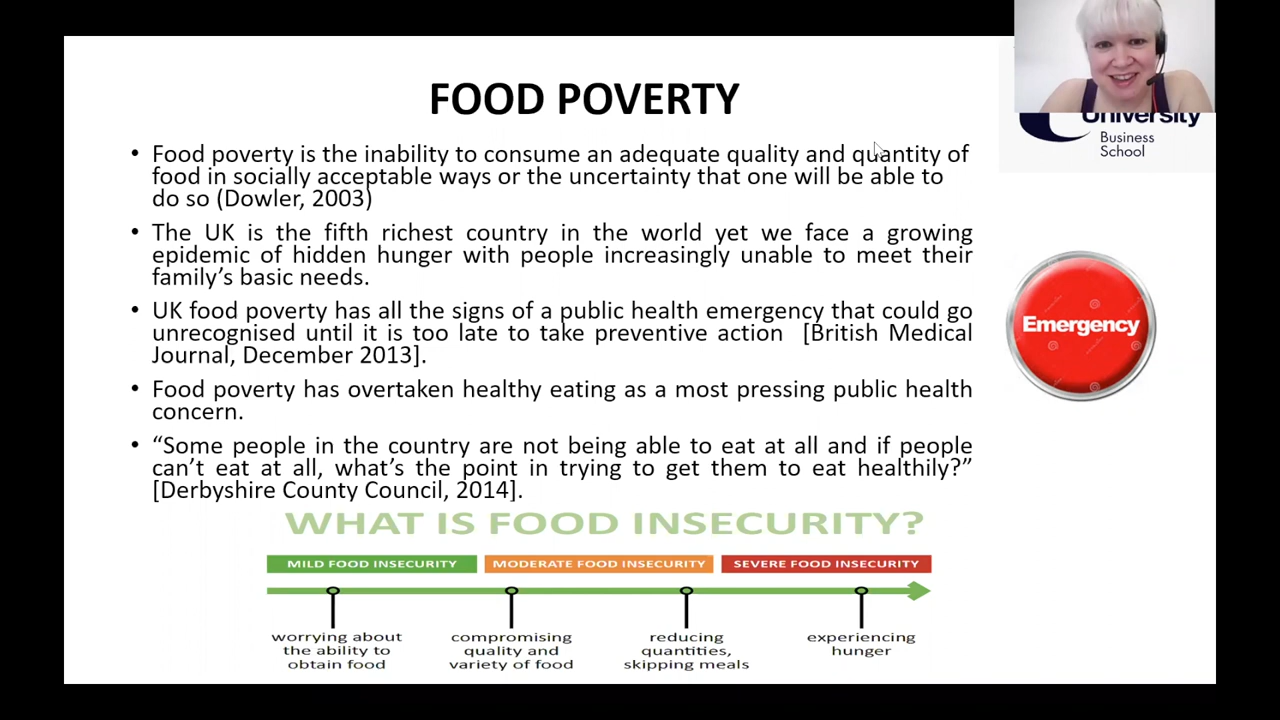 FOOD POVERTY
University
Business
School
• Food poverty is the inability to consume an adequate quality and quantity of
food in socially acceptable ways or the uncertainty that one will be able to
do so (Dowler, 2003)
• The UK is the fifth richest country in the world yet we face a growing
epidemic of hidden hunger with people increasingly unable to meet their
family’s basic needs.
• UK food poverty has all the signs of a public health emergency that could go
unrecognised until it is too late to take preventive action [British Medical
Journal, December 2013].
• Food poverty has overtaken healthy eating as a most pressing public health
concern.
• “Some people in the country are not being able to eat at all and if people
can’t eat at all, what’s the point in trying to get them to eat healthily?”
[Derbyshire County Council, 2014].
Emergency
WHAT IS FOOD INSECURITY?
MILD FOOD INSECURITY MODERATE FOOD INSECURITY SEVERE FOOD INSECURITY
worrying about
the ability to
obtain food
compromising
quality and
variety of food
reducing
quantities,
skipping meals
experiencing
hunger